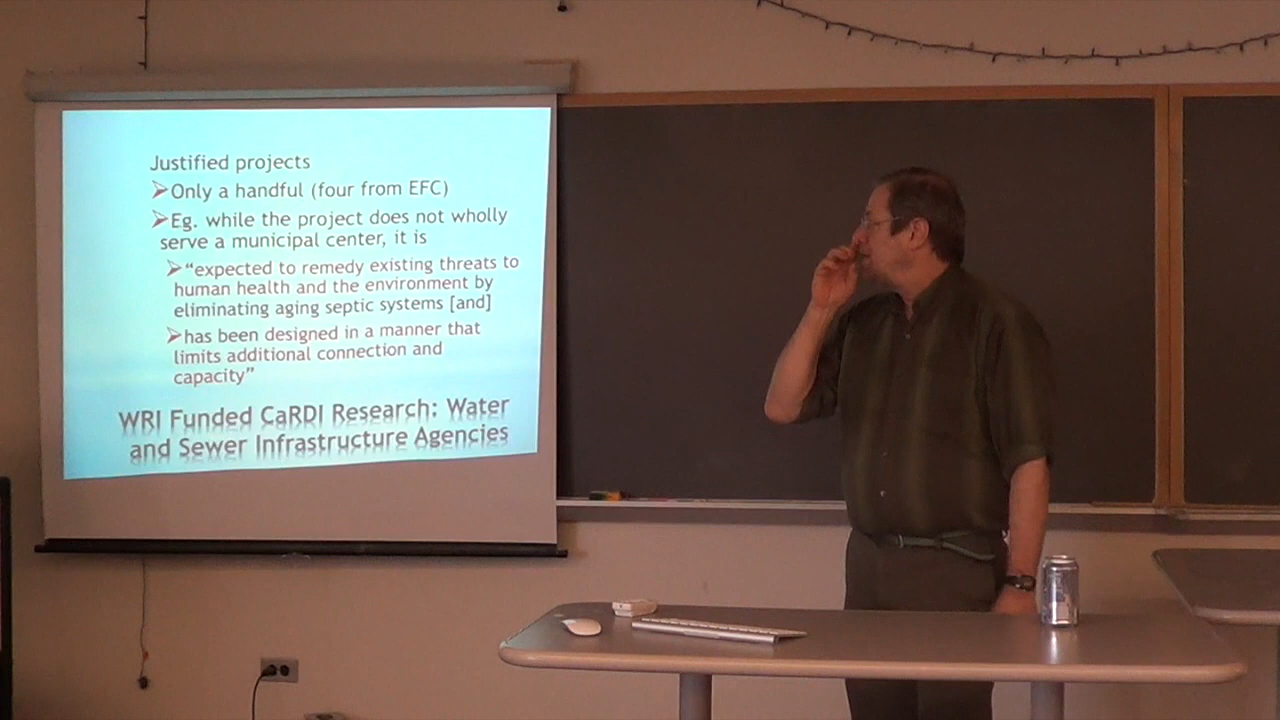 Justified projects
➢Only a handful (four from EFC)
➢Eg. while the project does not wholly
serve a municipal center, it is
➢"expected to remedy existing threats to
human health and the environment by
eliminating aging septic systems [and]
➢has been designed in a manner that
limits additional connection and
capacity"
WRI Funded CaRDI Research: Water
and Sewer Infrastructure Agencies